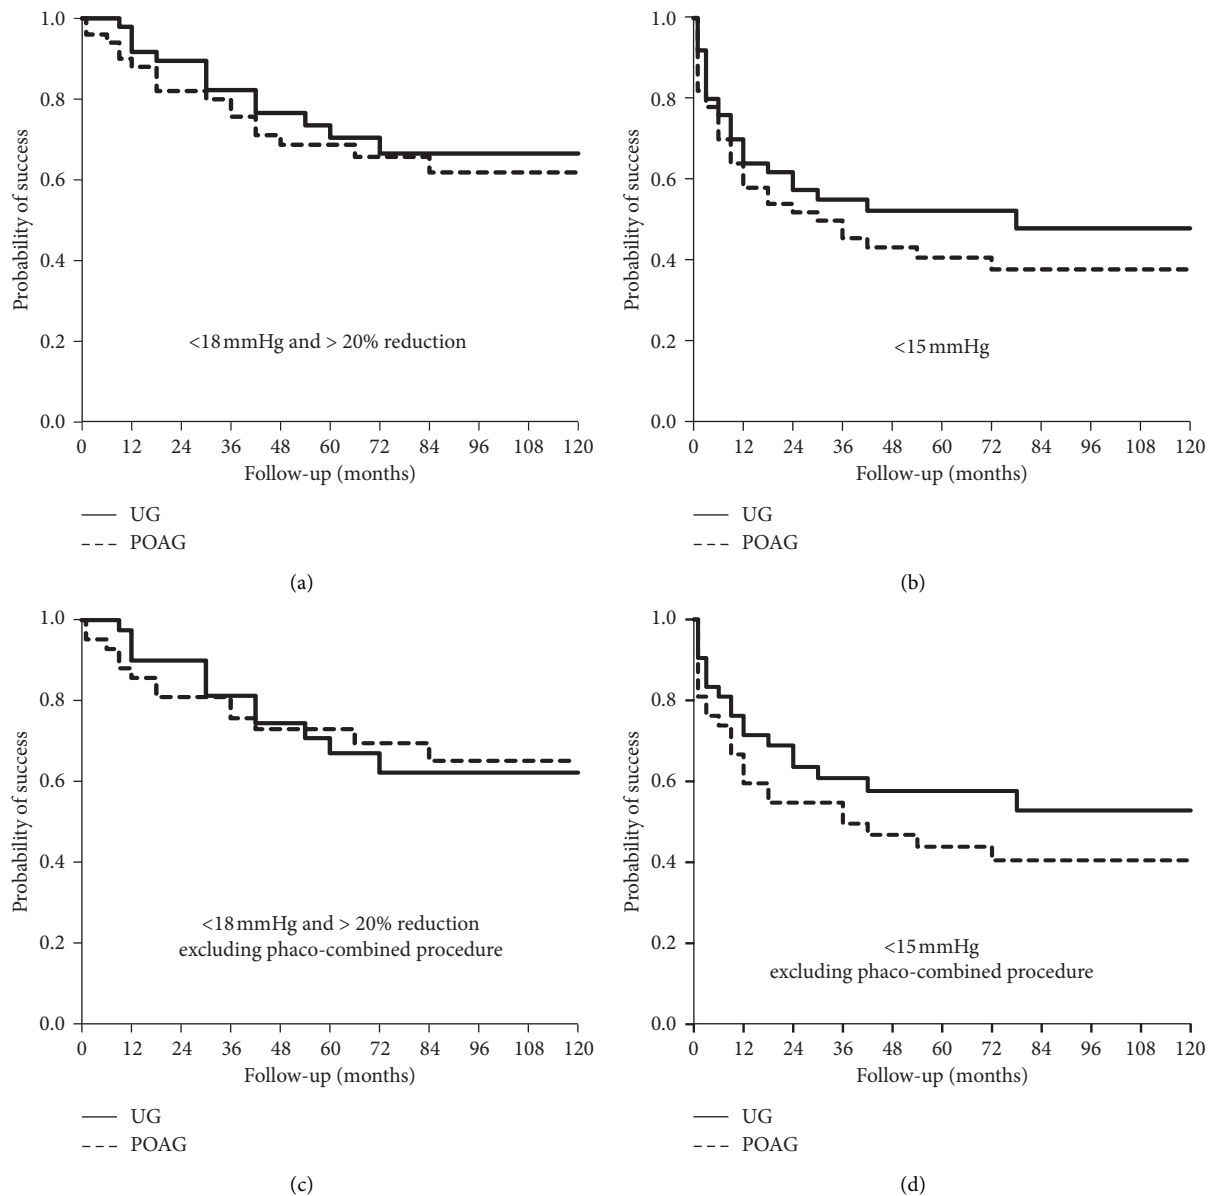 1.0
0.8
0.6
0.4
0.2
0.0
Probability of success
<18 mmHg and > 20% reduction
0 12 24 36 48 60 72 84 96 108 120
Follow-up (months)
UG
POAG
(a)
1.0
0.8
0.6
0.4
0.2
0.0
Probability of success
<15 mmHg
0 12 24 36 48 60 72 84 96 108 120
Follow-up (months)
UG
POAG
(b)
1.0
0.8
0.6
0.4
0.2
0.0
Probability of success
<18 mmHg and > 20% reduction
excluding phaco-combined procedure
0 12 24 36 48 60 72 84 96 108 120
Follow-up (months)
UG
POAG
(c)
1.0
0.8
0.6
0.4
0.2
0.0
Probability of success
<15 mmHg
excluding phaco-combined procedure
0 12 24 36 48 60 72 84 96 108 120
Follow-up (months)
UG
POAG
(d)